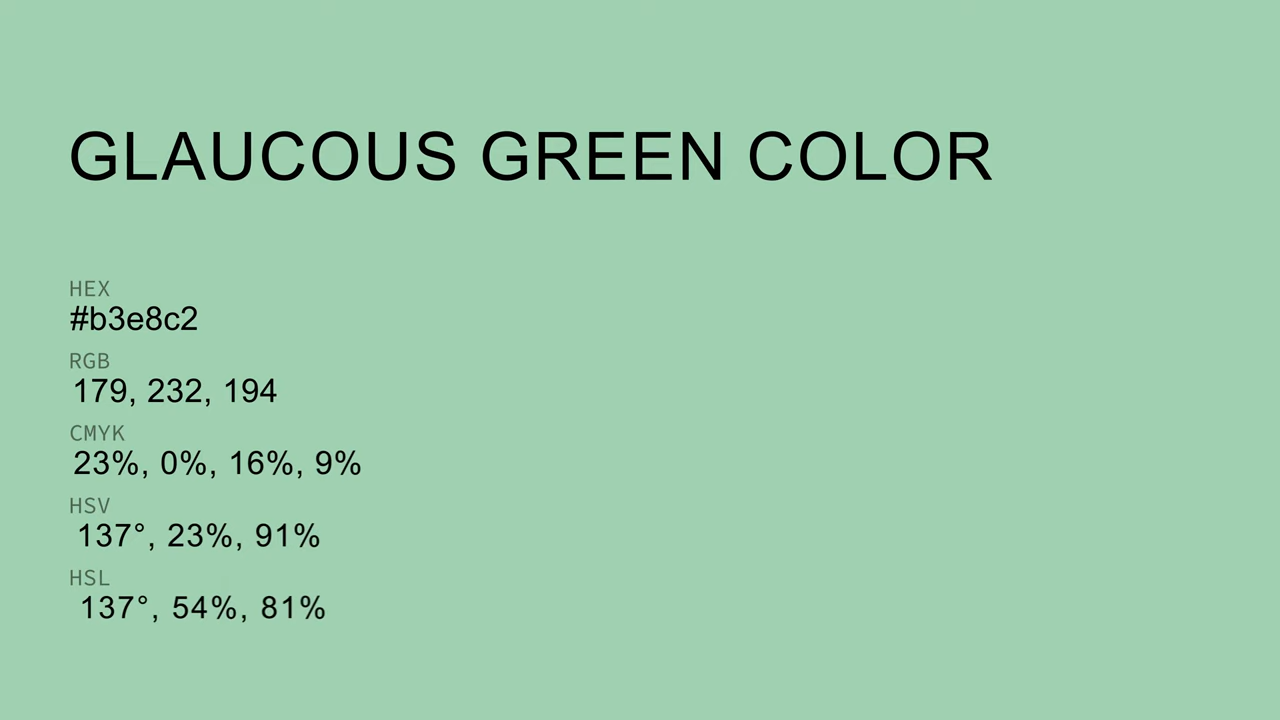 GLAUCOUS GREEN COLOR
HEX
#b3e8c2
RGB
179, 232, 194
CMYK
23%, 0%, 16%, 9%
HSV
137°, 23%, 91%
HSL
137°, 54%, 81%